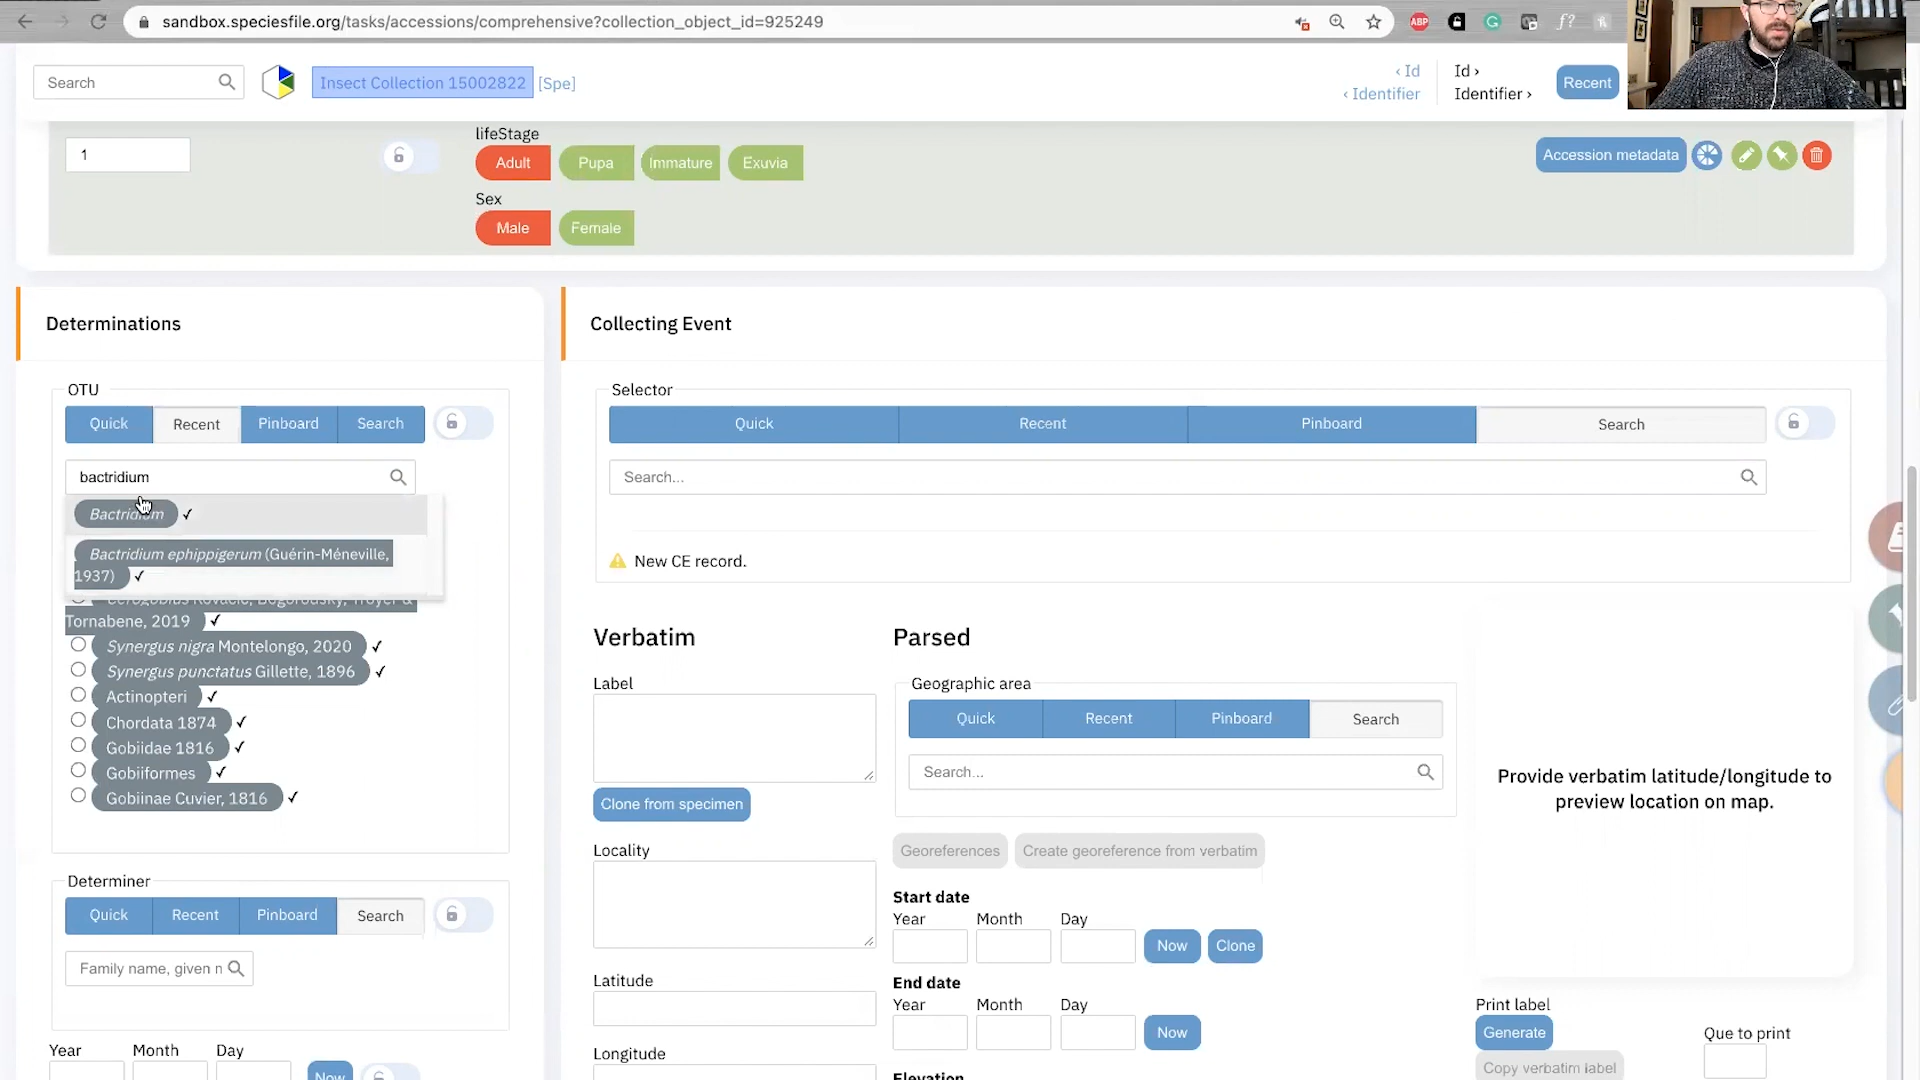 sandbox.speciesfile.org/tasks/accessions/comprehensive?collection_object_id=925249
ABP
f?
Search
Insect Collection 15002822 [Spe]
‹ Id
‹ Identifier
Id ›
Identifier ›
Recent
1
lifeStage
Adult Pupa Immature Exuvia
Sex
Male Female
Accession metadata
Determinations
OTU
Quick Recent Pinboard Search
bactridium
Bactridium ✓
Bactridium ephippigerum (Guérin-Méneville,
1937) ✓
Tornabene, 2019 ✓
Synergus nigra Montelongo, 2020 ✓
Synergus punctatus Gillette, 1896 ✓
Actinopteri ✓
Chordata 1874 ✓
Gobiidae 1816 ✓
Gobiiformes ✓
Gobiinae Cuvier, 1816 ✓
Determiner
Quick Recent Pinboard Search
Family name, given n
Year Month Day
Now
Collecting Event
Selector
Quick Recent Pinboard Search
Search...
New CE record.
Verbatim
Label
Clone from specimen
Locality
Latitude
Longitude
Parsed
Geographic area
Quick Recent Pinboard Search
Search...
Georeferences Create georeference from verbatim
Start date
Year Month Day
Now Clone
End date
Year Month Day
Now
Elevation
Provide verbatim latitude/longitude to
preview location on map.
Print label
Generate
Copy verbatim label
Que to print